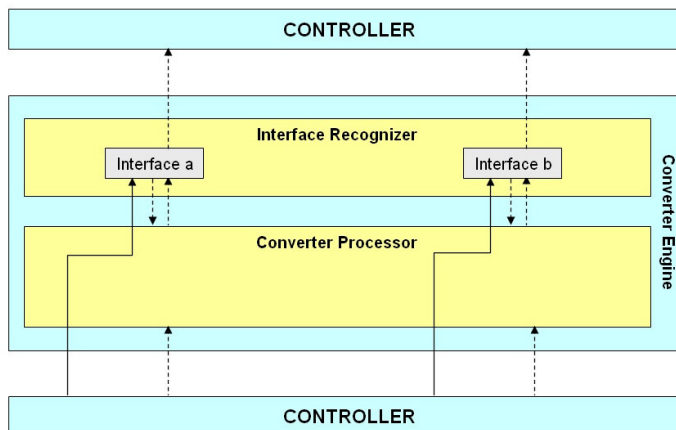 CONTROLLER
Interface Recognizer
Interface a
Interface b
Converter Engine
Converter Processor
CONTROLLER